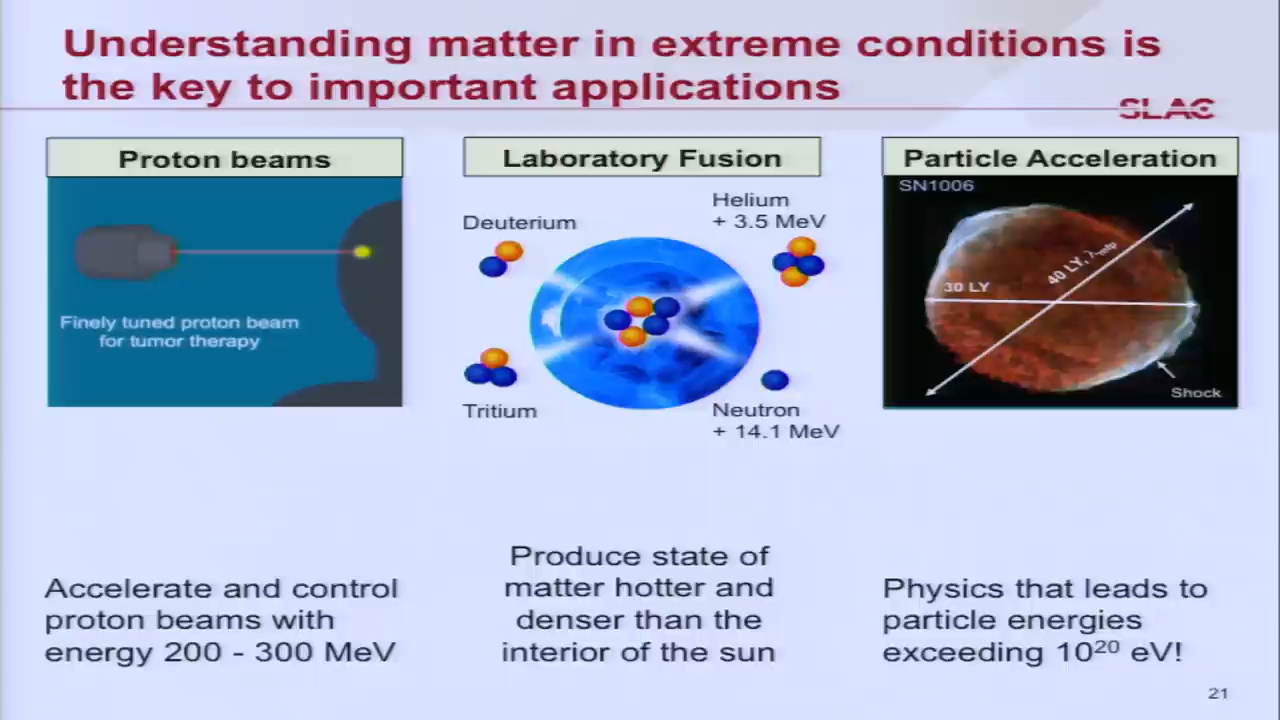 Understanding matter in extreme conditions is
the key to important applications
SLAC
Proton beams
Finely tuned proton beam
for tumor therapy
Accelerate and control
proton beams with
energy 200 - 300 MeV
Laboratory Fusion
Deuterium
Helium
+ 3.5 MeV
Tritium
Neutron
+ 14.1 MeV
Produce state of
matter hotter and
denser than the
interior of the sun
Particle Acceleration
SN1006
30 LY
40 LY, λmfp
Shock
Physics that leads to
particle energies
exceeding 10²⁰ eV!
21